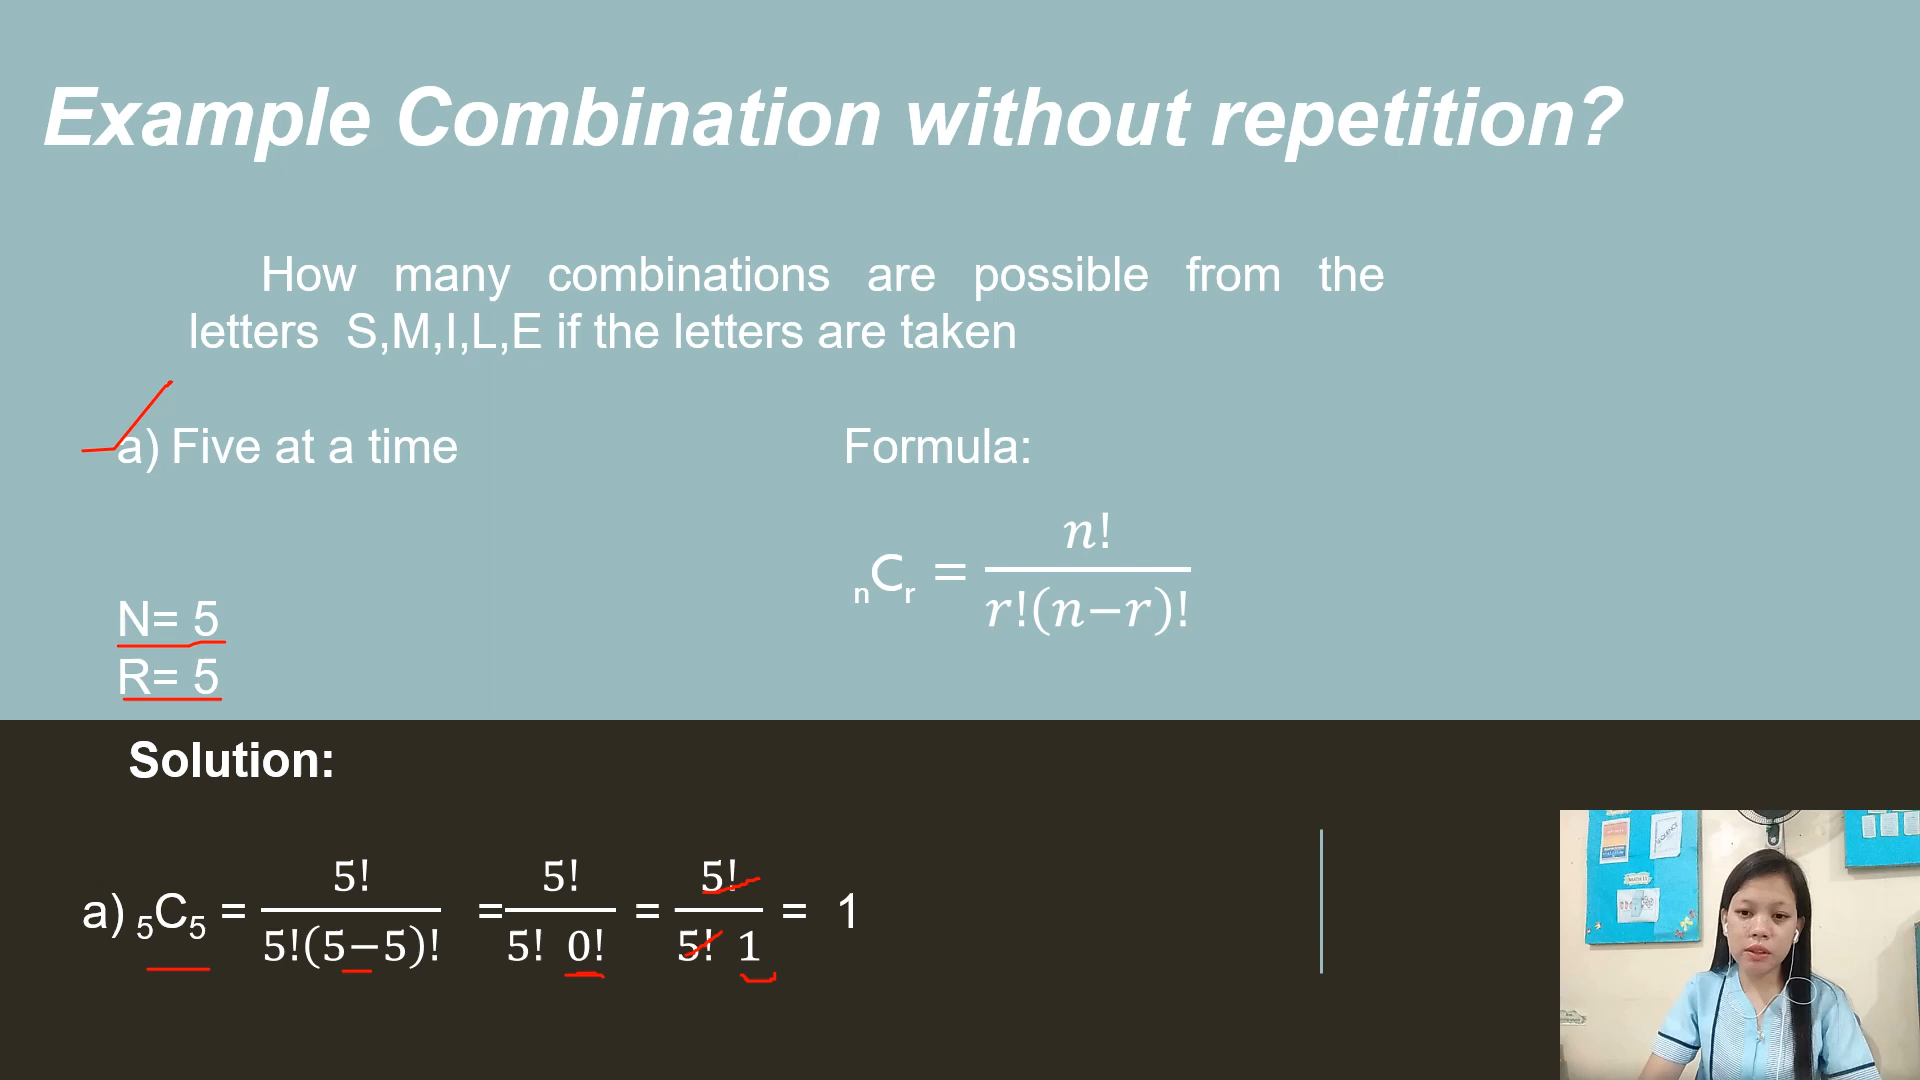 Example Combination without repetition?
How many combinations are possible from the
letters S,M,I,L,E if the letters are taken
a) Five at a time
Formula:
nCr = n! / r!(n−r)!
N= 5
R= 5
Solution:
a) 5C5 = 5! / 5!(5−5)! = 5! / 5! 0! = 5! / 5! 1 = 1